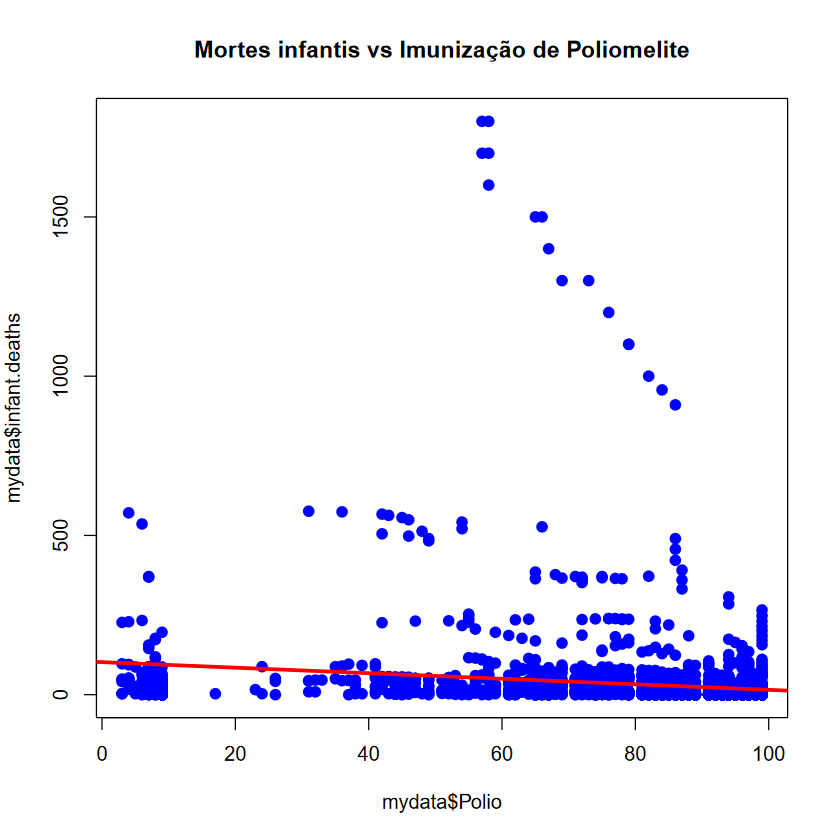 Mortes infantis vs Imunização de Poliomelite
mydata$infant.deaths
1500
1000
500
0
0 20 40 60 80 100
mydata$Polio